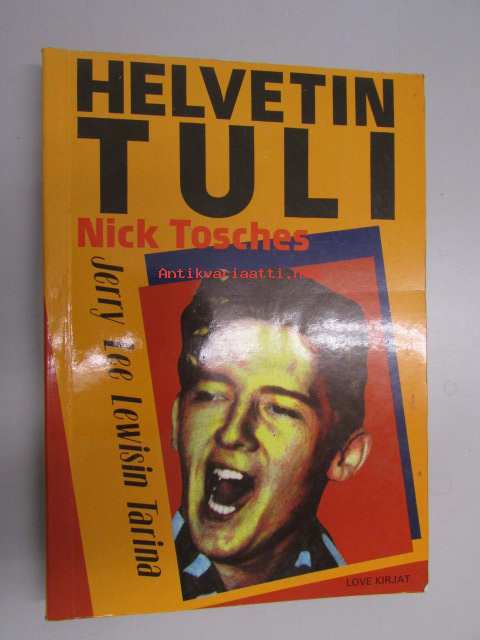 HELVETIN
TULI
Nick Tosches
Antikvariaatti.net
Jerry Lee Lewisin Tarina
LOVE KIRJAT